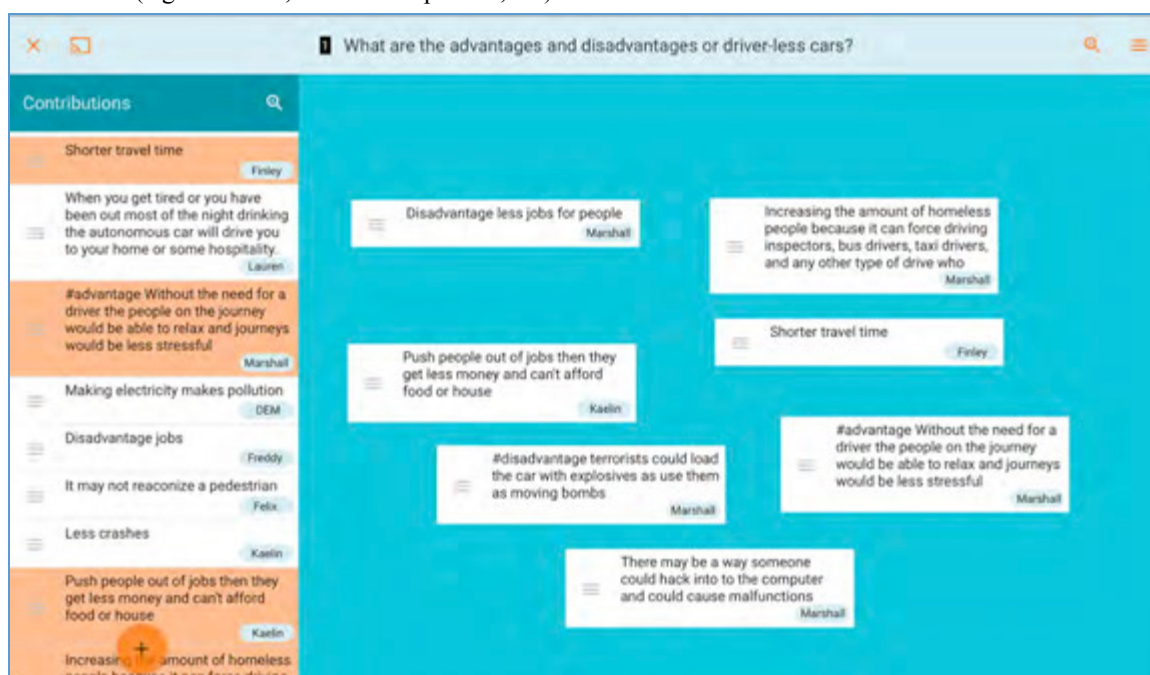 1 What are the advantages and disadvantages or driver-less cars?
Contributions
Shorter travel time
Finley
When you get tired or you have
been out most of the night drinking
the autonomous car will drive you
to your home or some hospitality.
Lauren
#advantage Without the need for a
driver the people on the journey
would be able to relax and journeys
would be less stressful
Marshall
Making electricity makes pollution
DEM
Disadvantage jobs
Freddy
It may not reaconize a pedestrian
Felix
Less crashes
Kaelin
Push people out of jobs then they
get less money and can't afford
food or house
Kaelin
+
Increasing the amount of homeless
Disadvantage less jobs for people
Marshall
Increasing the amount of homeless
people because it can force driving
inspectors, bus drivers, taxi drivers,
and any other type of drive who
Marshall
Shorter travel time
Finley
Push people out of jobs then they
get less money and can't afford
food or house
Kaelin
#advantage Without the need for a
driver the people on the journey
would be able to relax and journeys
would be less stressful
Marshall
#disadvantage terrorists could load
the car with explosives as use them
as moving bombs
Marshall
There may be a way someone
could hack into to the computer
and could cause malfunctions
Marshall